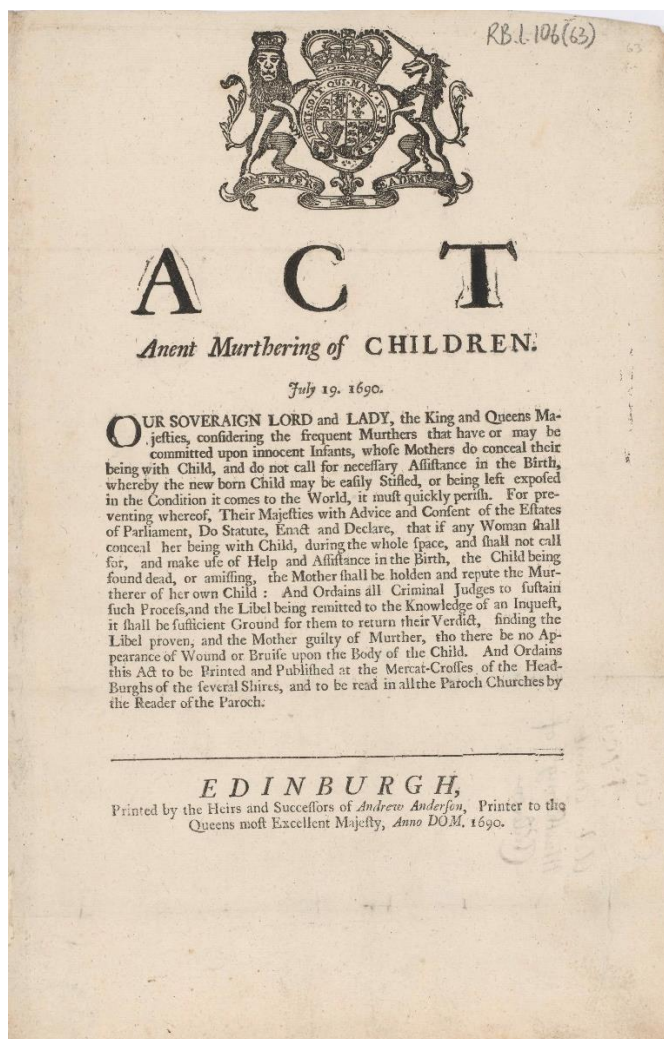 RB.l.106(63)
63
HONI·SOIT·QUI·MAL·Y·PENSE
SEMPER EADEM
ACT
Anent Murthering of CHILDREN.
July 19. 1690.
OUR SOVERAIGN LORD and LADY, the King and Queens Ma-
jeſties, conſidering the frequent Murthers that have or may be
committed upon innocent Infants, whoſe Mothers do conceal their
being with Child, and do not call for neceſſary Aſſiſtance in the Birth,
whereby the new born Child may be eaſily Stifled, or being left expoſed
in the Condition it comes to the World, it muſt quickly periſh. For pre-
venting whereof, Their Majeſties with Advice and Conſent of the Eſtates
of Parliament, Do Statute, Enact and Declare, that if any Woman ſhall
conceal her being with Child, during the whole ſpace, and ſhall not call
for, and make uſe of Help and Aſſiſtance in the Birth, the Child being
found dead, or amiſſing, the Mother ſhall be holden and repute the Mur-
therer of her own Child : And Ordains all Criminal Judges to ſuſtain
ſuch Proceſs,and the Libel being remitted to the Knowledge of an Inqueſt,
it ſhall be ſufficient Ground for them to return their Verdict, finding the
Libel proven, and the Mother guilty of Murther, tho there be no Ap-
pearance of Wound or Bruiſe upon the Body of the Child. And Ordains
this Act to be Printed and Publiſhed at the Mercat-Croſſes of the Head-
Burghs of the ſeveral Shires, and to be read in all the Paroch Churches by
the Reader of the Paroch.
EDINBURGH,
Printed by the Heirs and Succeſſors of Andrew Anderſon, Printer to the
Queens moſt Excellent Majeſty, Anno DOM. 1690.